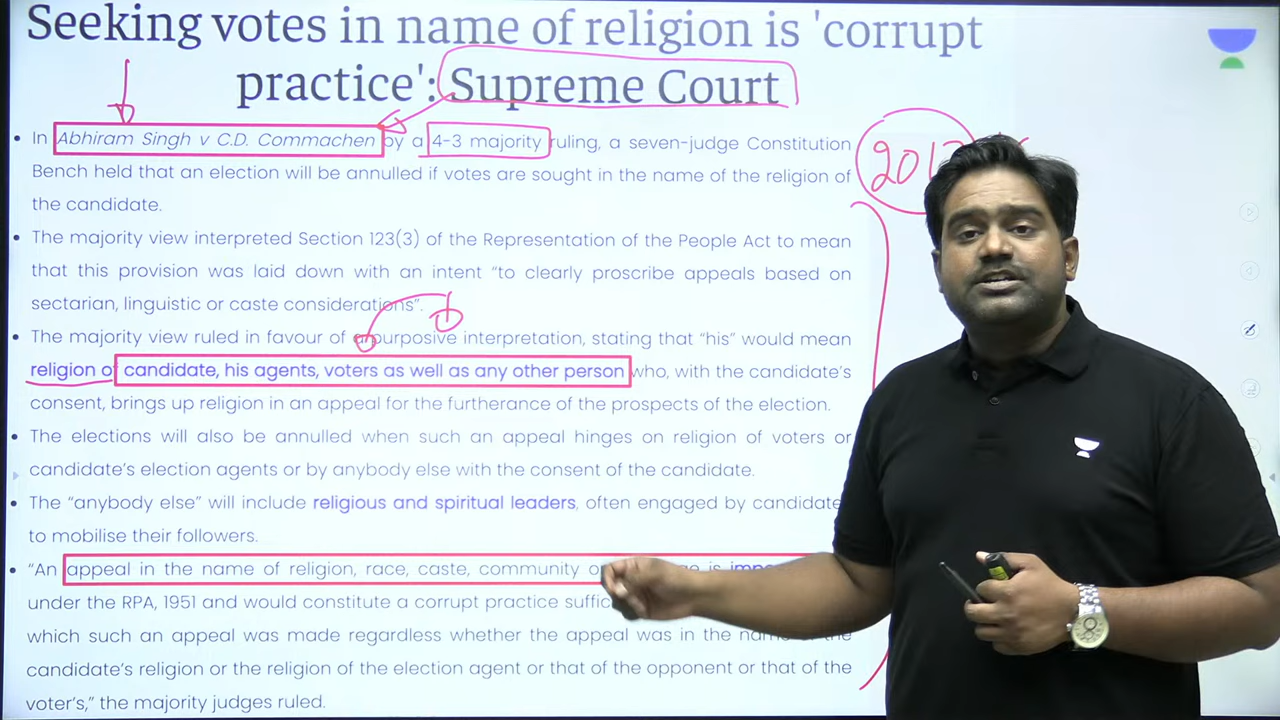 Seeking votes in name of religion is 'corrupt
practice': Supreme Court
• In Abhiram Singh v C.D. Commachen by a 4-3 majority ruling, a seven-judge Constitution
Bench held that an election will be annulled if votes are sought in the name of the religion of
the candidate.
• The majority view interpreted Section 123(3) of the Representation of the People Act to mean
that this provision was laid down with an intent “to clearly proscribe appeals based on
sectarian, linguistic or caste considerations”.
• The majority view ruled in favour of purposive interpretation, stating that “his” would mean
religion of candidate, his agents, voters as well as any other person who, with the candidate’s
consent, brings up religion in an appeal for the furtherance of the prospects of the election.
• The elections will also be annulled when such an appeal hinges on religion of voters or
candidate’s election agents or by anybody else with the consent of the candidate.
• The “anybody else” will include religious and spiritual leaders, often engaged by
to mobilise their followers.
• “An appeal in the name of religion, race, caste, community is
under the RPA, 1951 and would constitute a corrupt practice
which such an appeal was made regardless whether the appeal was in the the
candidate’s religion or the religion of the election agent or that of the opponent or that of the
voter’s,” the majority judges ruled.